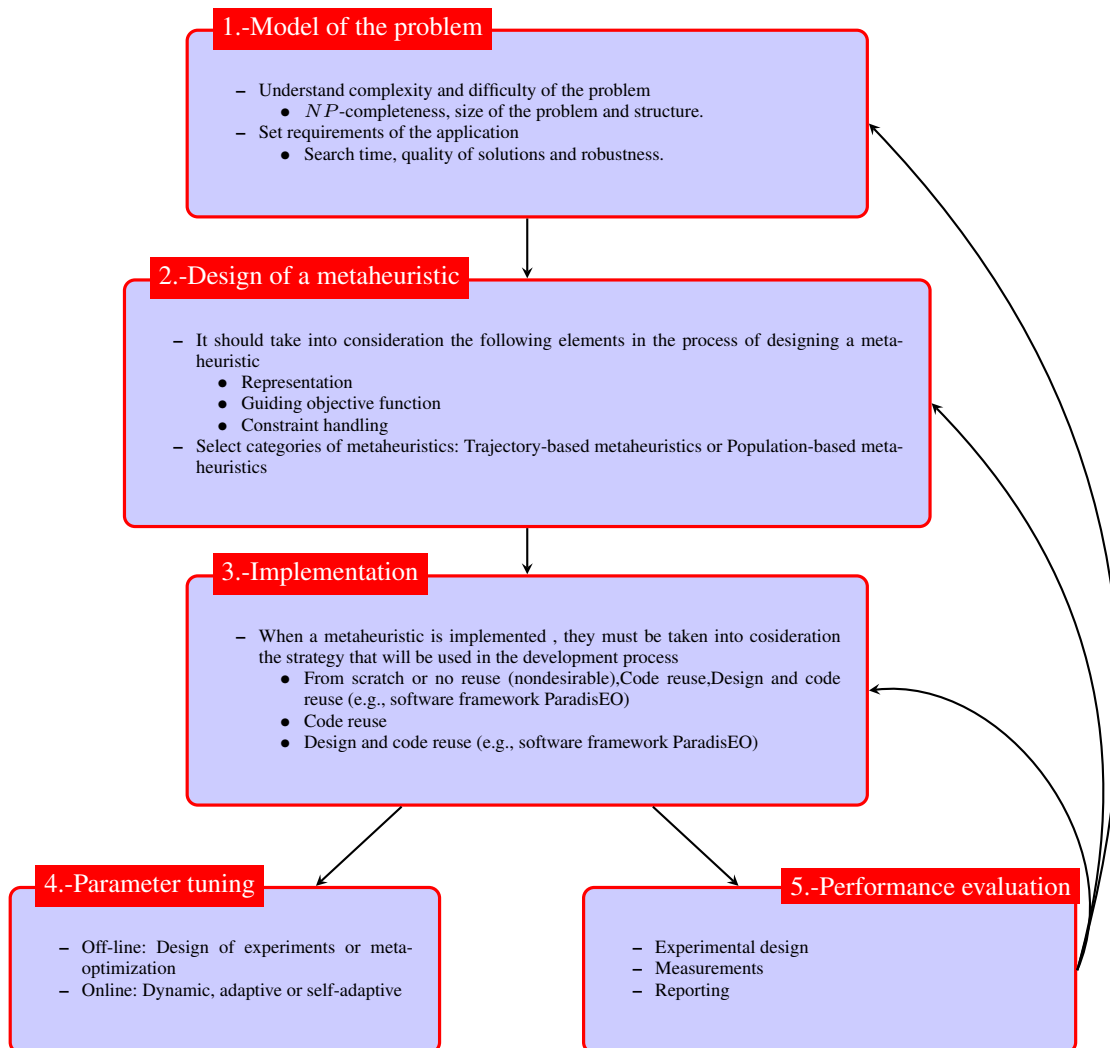 1.-Model of the problem
– Understand complexity and difficulty of the problem
● NP-completeness, size of the problem and structure.
– Set requirements of the application
● Search time, quality of solutions and robustness.
2.-Design of a metaheuristic
– It should take into consideration the following elements in the process of designing a meta-
heuristic
● Representation
● Guiding objective function
● Constraint handling
– Select categories of metaheuristics: Trajectory-based metaheuristics or Population-based meta-
heuristics
3.-Implementation
– When a metaheuristic is implemented , they must be taken into cosideration
the strategy that will be used in the development process
● From scratch or no reuse (nondesirable),Code reuse,Design and code
reuse (e.g., software framework ParadisEO)
● Code reuse
● Design and code reuse (e.g., software framework ParadisEO)
4.-Parameter tuning
– Off-line: Design of experiments or meta-
optimization
– Online: Dynamic, adaptive or self-adaptive
5.-Performance evaluation
– Experimental design
– Measurements
– Reporting